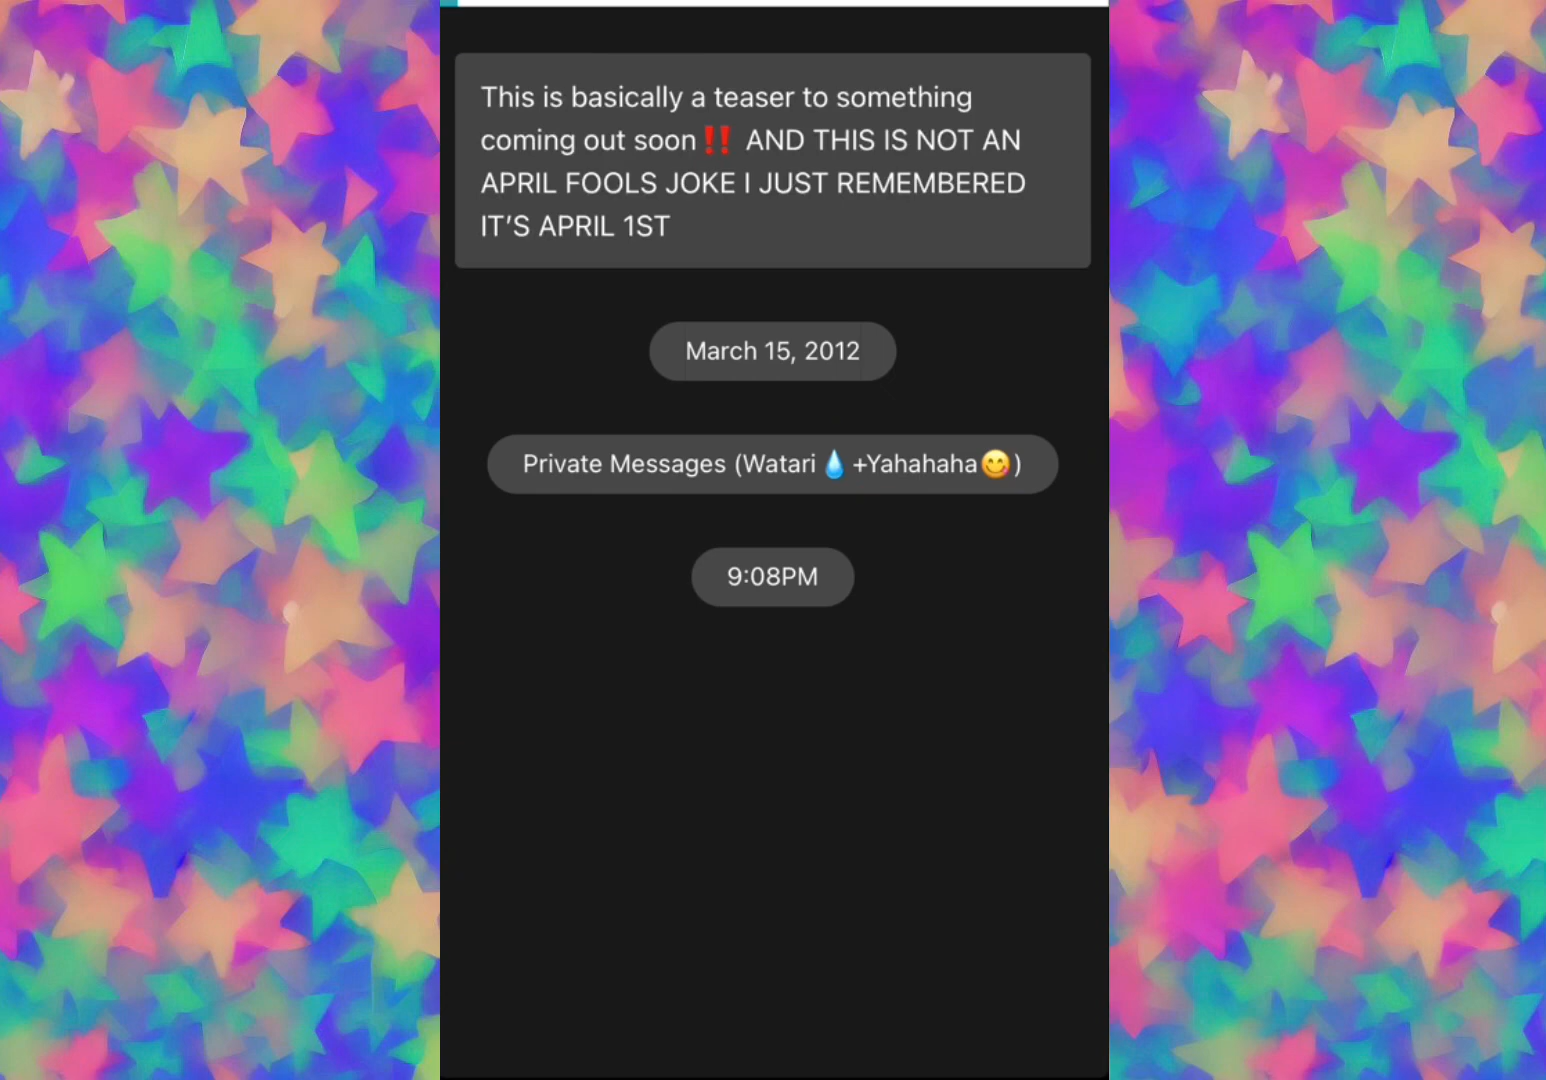 This is basically a teaser to something
coming out soon‼️ AND THIS IS NOT AN
APRIL FOOLS JOKE I JUST REMEMBERED
IT’S APRIL 1ST
March 15, 2012
Private Messages (Watari💧+Yahahaha😋)
9:08PM